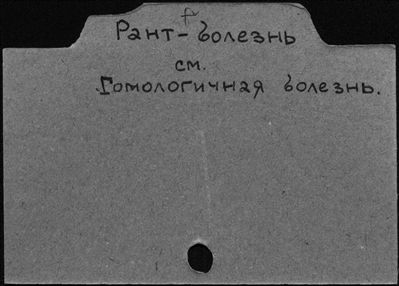 Рант-болезнь
см.
Гомологичная болезнь.